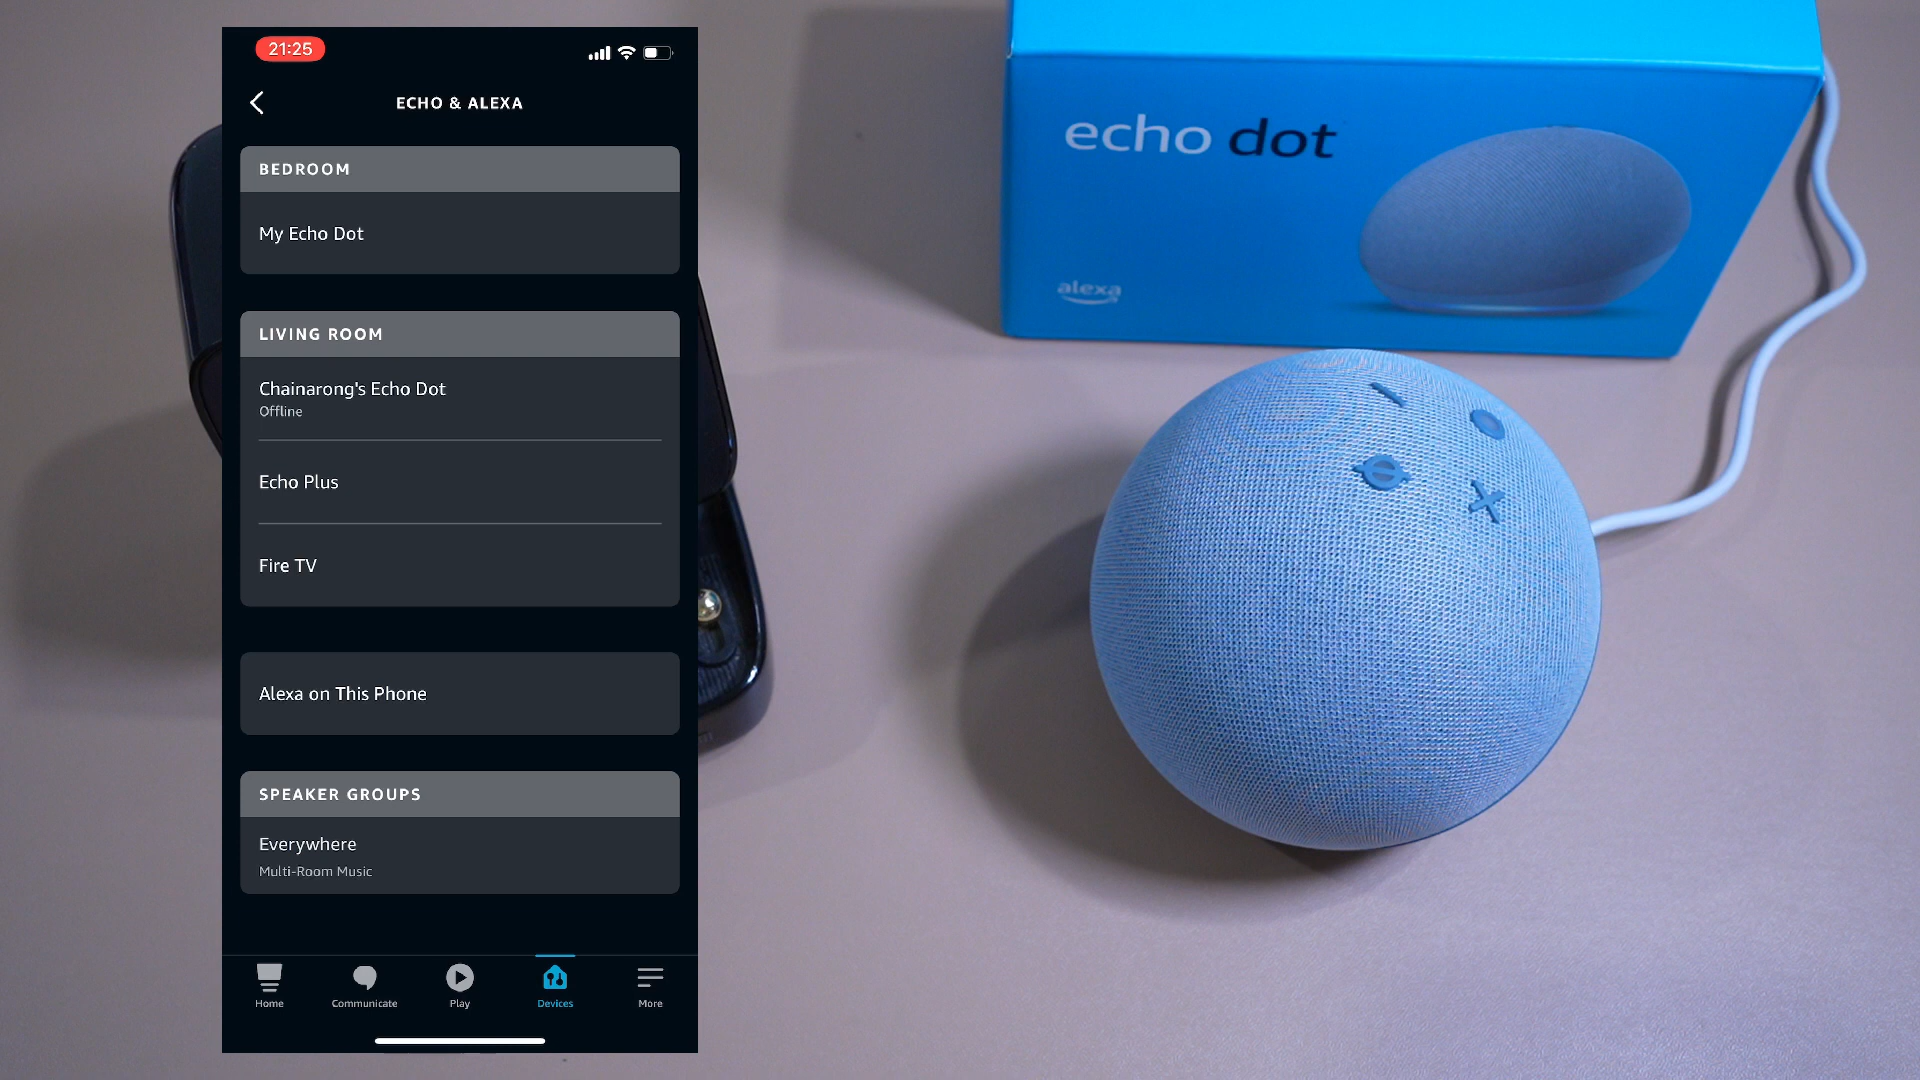 21:25
ECHO & ALEXA
BEDROOM
My Echo Dot
LIVING ROOM
Chainarong's Echo Dot
Offline
Echo Plus
Fire TV
Alexa on This Phone
SPEAKER GROUPS
Everywhere
Multi-Room Music
Home
Communicate
Play
Devices
More
echo dot
alexa